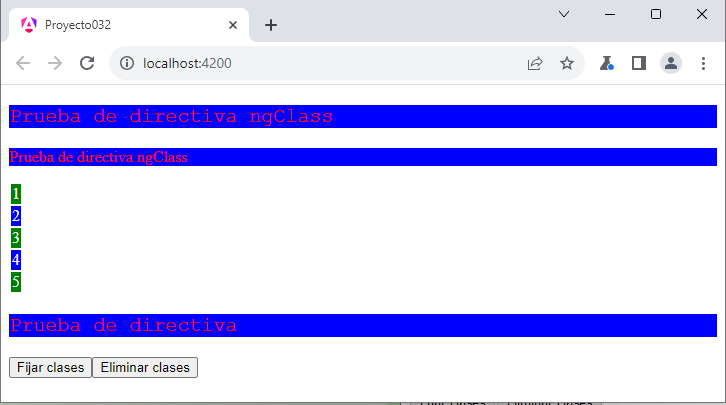 Proyecto032
localhost:4200
Prueba de directiva ngClass
Prueba de directiva ngClass
1
2
3
4
5
Prueba de directiva
Fijar clases Eliminar clases